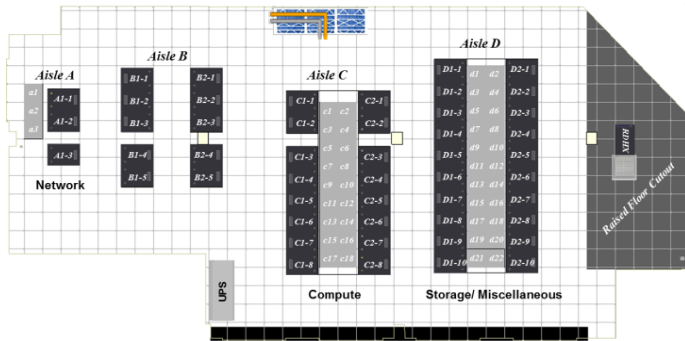 Aisle A
a1
a2
a3
A1-1
A1-2
A1-3
Network
Aisle B
B1-1
B1-2
B1-3
B1-4
B1-5
B2-1
B2-2
B2-3
B2-4
B2-5
UPS
Aisle C
C1-1
C1-2
C1-3
C1-4
C1-5
C1-6
C1-7
C1-8
c1 c2
c3 c4
c5 c6
c7 c8
c9 c10
c11 c12
c13 c14
c15 c16
c17 c18
C2-1
C2-2
C2-3
C2-4
C2-5
C2-6
C2-7
C2-8
Compute
Aisle D
D1-1
D1-2
D1-3
D1-4
D1-5
D1-6
D1-7
D1-8
D1-9
D1-10
d1 d2
d3 d4
d5 d6
d7 d8
d9 d10
d11 d12
d13 d14
d15 d16
d17 d18
d19 d20
d21 d22
D2-1
D2-2
D2-3
D2-4
D2-5
D2-6
D2-7
D2-8
D2-9
D2-10
Storage/ Miscellaneous
RDHX
Raised Floor Cutout